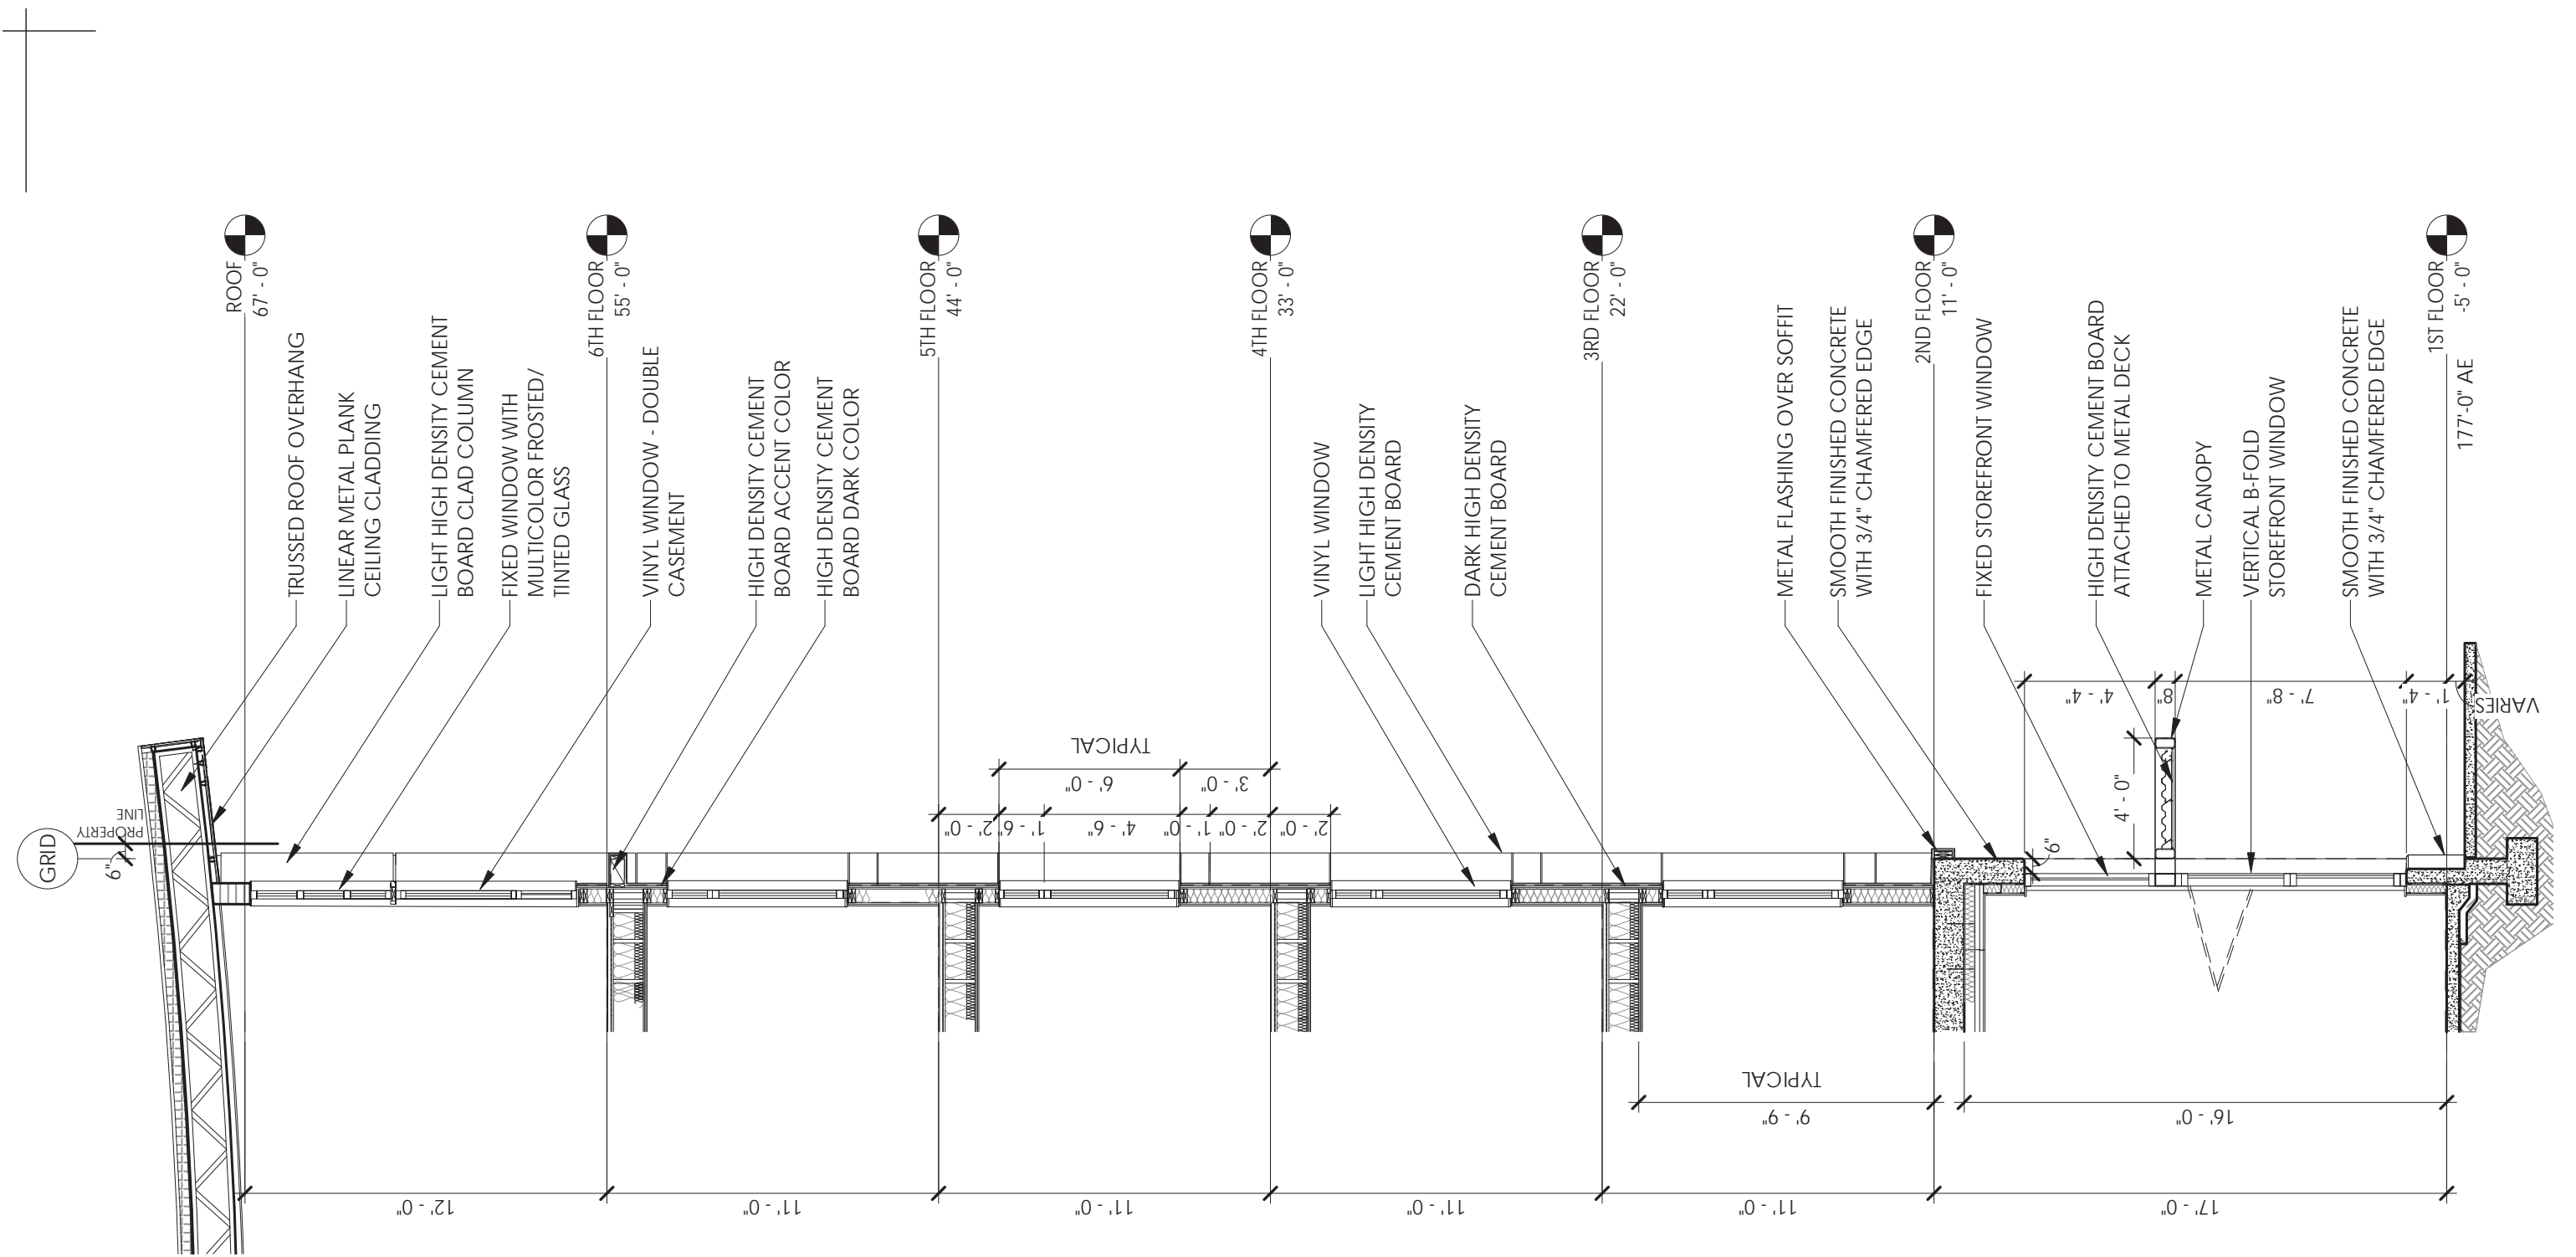 GRID
6"
PROPERTY
LINE
ROOF
67' - 0"
6TH FLOOR
55' - 0"
5TH FLOOR
44' - 0"
4TH FLOOR
33' - 0"
3RD FLOOR
22' - 0"
2ND FLOOR
11' - 0"
1ST FLOOR
-5' - 0"
177'-0" AE
TRUSSED ROOF OVERHANG
LINEAR METAL PLANK
CEILING CLADDING
LIGHT HIGH DENSITY CEMENT
BOARD CLAD COLUMN
FIXED WINDOW WITH
MULTICOLOR FROSTED/
TINTED GLASS
VINYL WINDOW - DOUBLE
CASEMENT
HIGH DENSITY CEMENT
BOARD ACCENT COLOR
HIGH DENSITY CEMENT
BOARD DARK COLOR
VINYL WINDOW
LIGHT HIGH DENSITY
CEMENT BOARD
DARK HIGH DENSITY
CEMENT BOARD
METAL FLASHING OVER SOFFIT
SMOOTH FINISHED CONCRETE
WITH 3/4" CHAMFERED EDGE
FIXED STOREFRONT WINDOW
HIGH DENSITY CEMENT BOARD
ATTACHED TO METAL DECK
METAL CANOPY
VERTICAL B-FOLD
STOREFRONT WINDOW
SMOOTH FINISHED CONCRETE
WITH 3/4" CHAMFERED EDGE
TYPICAL
6' - 0"
3' - 0"
2' - 0"
1' - 6"
4' - 6"
1' - 0"
2' - 0"
2' - 0"
4' - 4"
8"
7' - 8"
1' - 4"
VARIES
4' - 0"
6"
TYPICAL
9' - 9"
16' - 0"
12' - 0"
11' - 0"
11' - 0"
11' - 0"
11' - 0"
17' - 0"